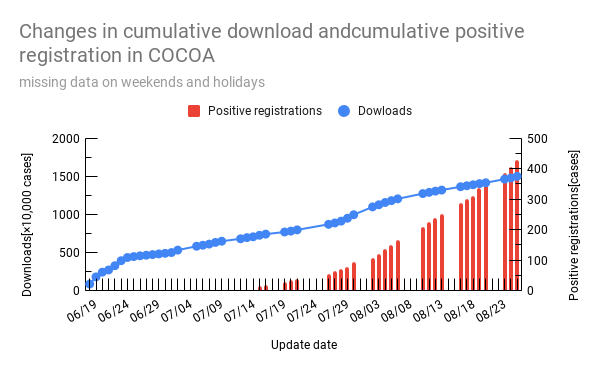 Changes in cumulative download andcumulative positive
registration in COCOA
missing data on weekends and holidays
Positive registrations
Dowloads
Downloads[×10,000 cases]
2000
1500
1000
500
0
500
400
300
200
100
0
Positive registrations[cases]
06/19 06/24 06/29 07/04 07/09 07/14 07/19 07/24 07/29 08/03 08/08 08/13 08/18 08/23
Update date